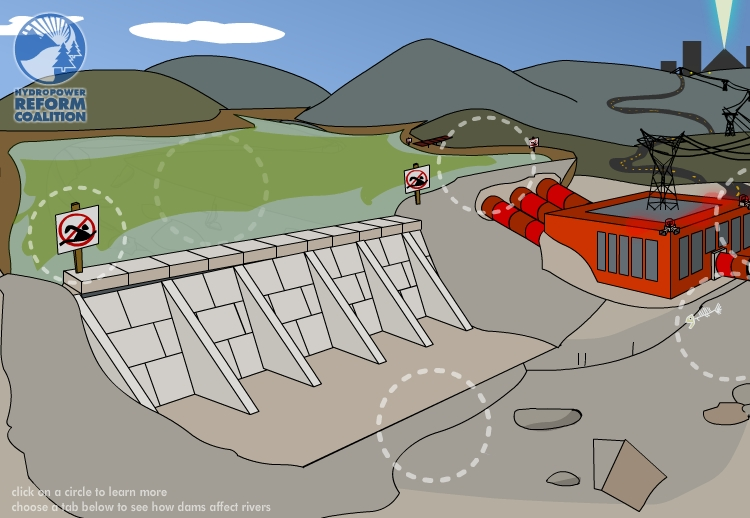 HYDROPOWER
REFORM
COALITION
click on a circle to learn more
choose a tab below to see how dams affect rivers